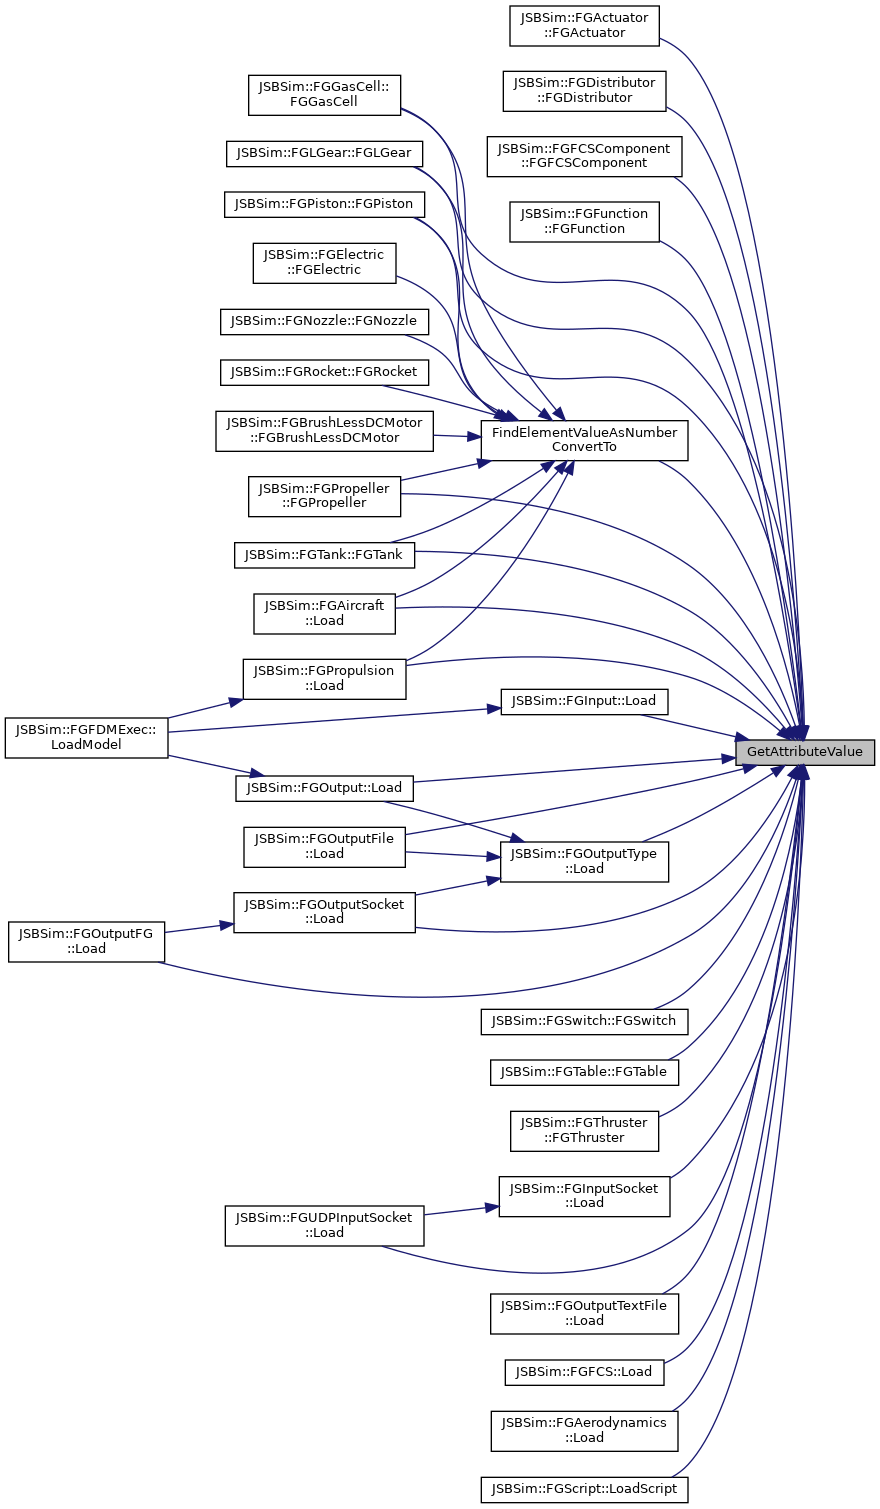 JSBSim::FGActuator
::FGActuator
JSBSim::FGDistributor
::FGDistributor
JSBSim::FGGasCell::
FGGasCell
JSBSim::FGFCSComponent
::FGFCSComponent
JSBSim::FGLGear::FGLGear
JSBSim::FGPiston::FGPiston
JSBSim::FGFunction
::FGFunction
JSBSim::FGElectric
::FGElectric
JSBSim::FGNozzle::FGNozzle
JSBSim::FGRocket::FGRocket
JSBSim::FGBrushLessDCMotor
::FGBrushLessDCMotor
FindElementValueAsNumber
ConvertTo
JSBSim::FGPropeller
::FGPropeller
JSBSim::FGTank::FGTank
JSBSim::FGAircraft
::Load
JSBSim::FGPropulsion
::Load
JSBSim::FGInput::Load
JSBSim::FGFDMExec::
LoadModel
GetAttributeValue
JSBSim::FGOutput::Load
JSBSim::FGOutputFile
::Load
JSBSim::FGOutputType
::Load
JSBSim::FGOutputSocket
::Load
JSBSim::FGOutputFG
::Load
JSBSim::FGSwitch::FGSwitch
JSBSim::FGTable::FGTable
JSBSim::FGThruster
::FGThruster
JSBSim::FGInputSocket
::Load
JSBSim::FGUDPInputSocket
::Load
JSBSim::FGOutputTextFile
::Load
JSBSim::FGFCS::Load
JSBSim::FGAerodynamics
::Load
JSBSim::FGScript::LoadScript